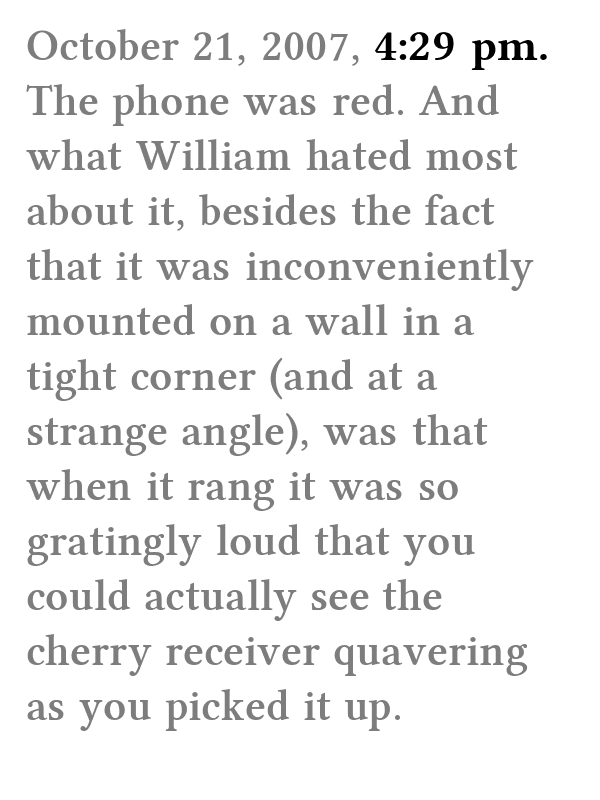 October 21, 2007, 4:29 pm.
The phone was red. And
what William hated most
about it, besides the fact
that it was inconveniently
mounted on a wall in a
tight corner (and at a
strange angle), was that
when it rang it was so
gratingly loud that you
could actually see the
cherry receiver quavering
as you picked it up.